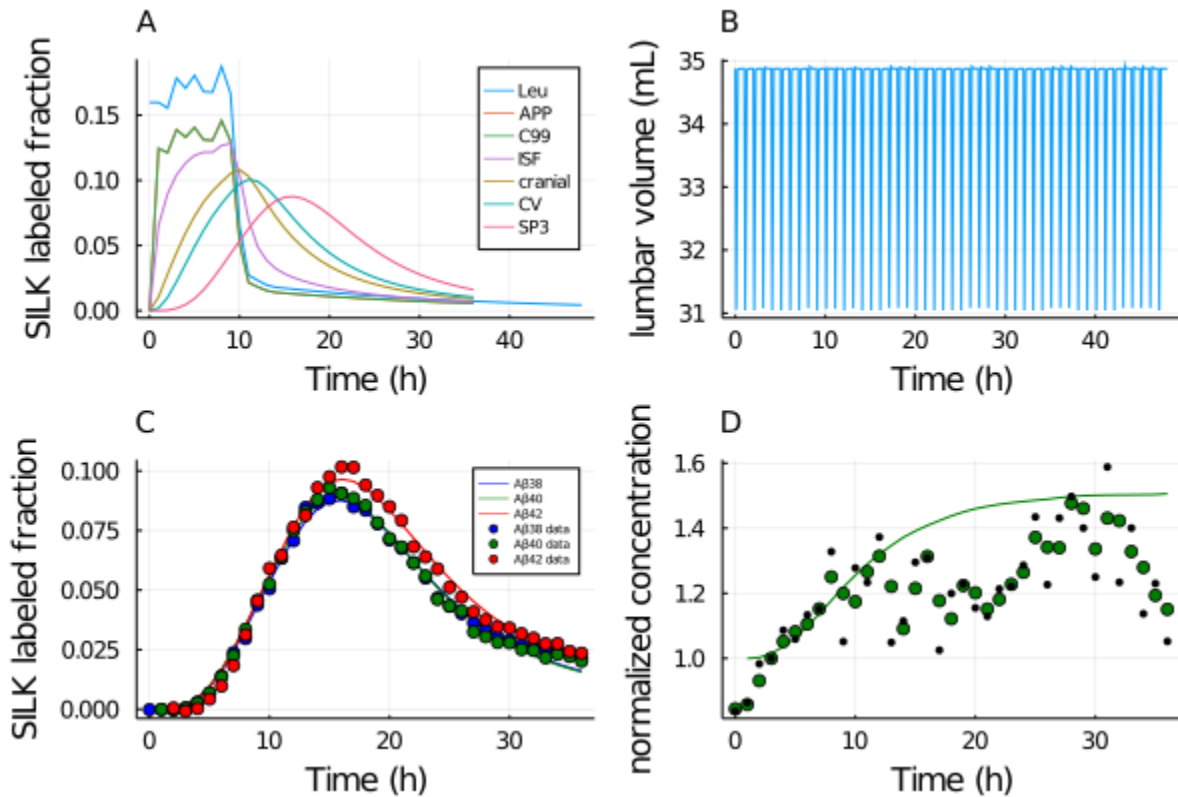 A
SILK labeled fraction
0.15
0.10
0.05
0.00
0 10 20 30 40
Time (h)
Leu
APP
C99
ISF
cranial
CV
SP3
B
lumbar volume (mL)
35
34
33
32
31
0 10 20 30 40
Time (h)
C
SILK labeled fraction
0.100
0.075
0.050
0.025
0.000
0 10 20 30
Time (h)
Aβ38
Aβ40
Aβ42
Aβ38 data
Aβ40 data
Aβ42 data
D
normalized concentration
1.6
1.4
1.2
1.0
0 10 20 30
Time (h)